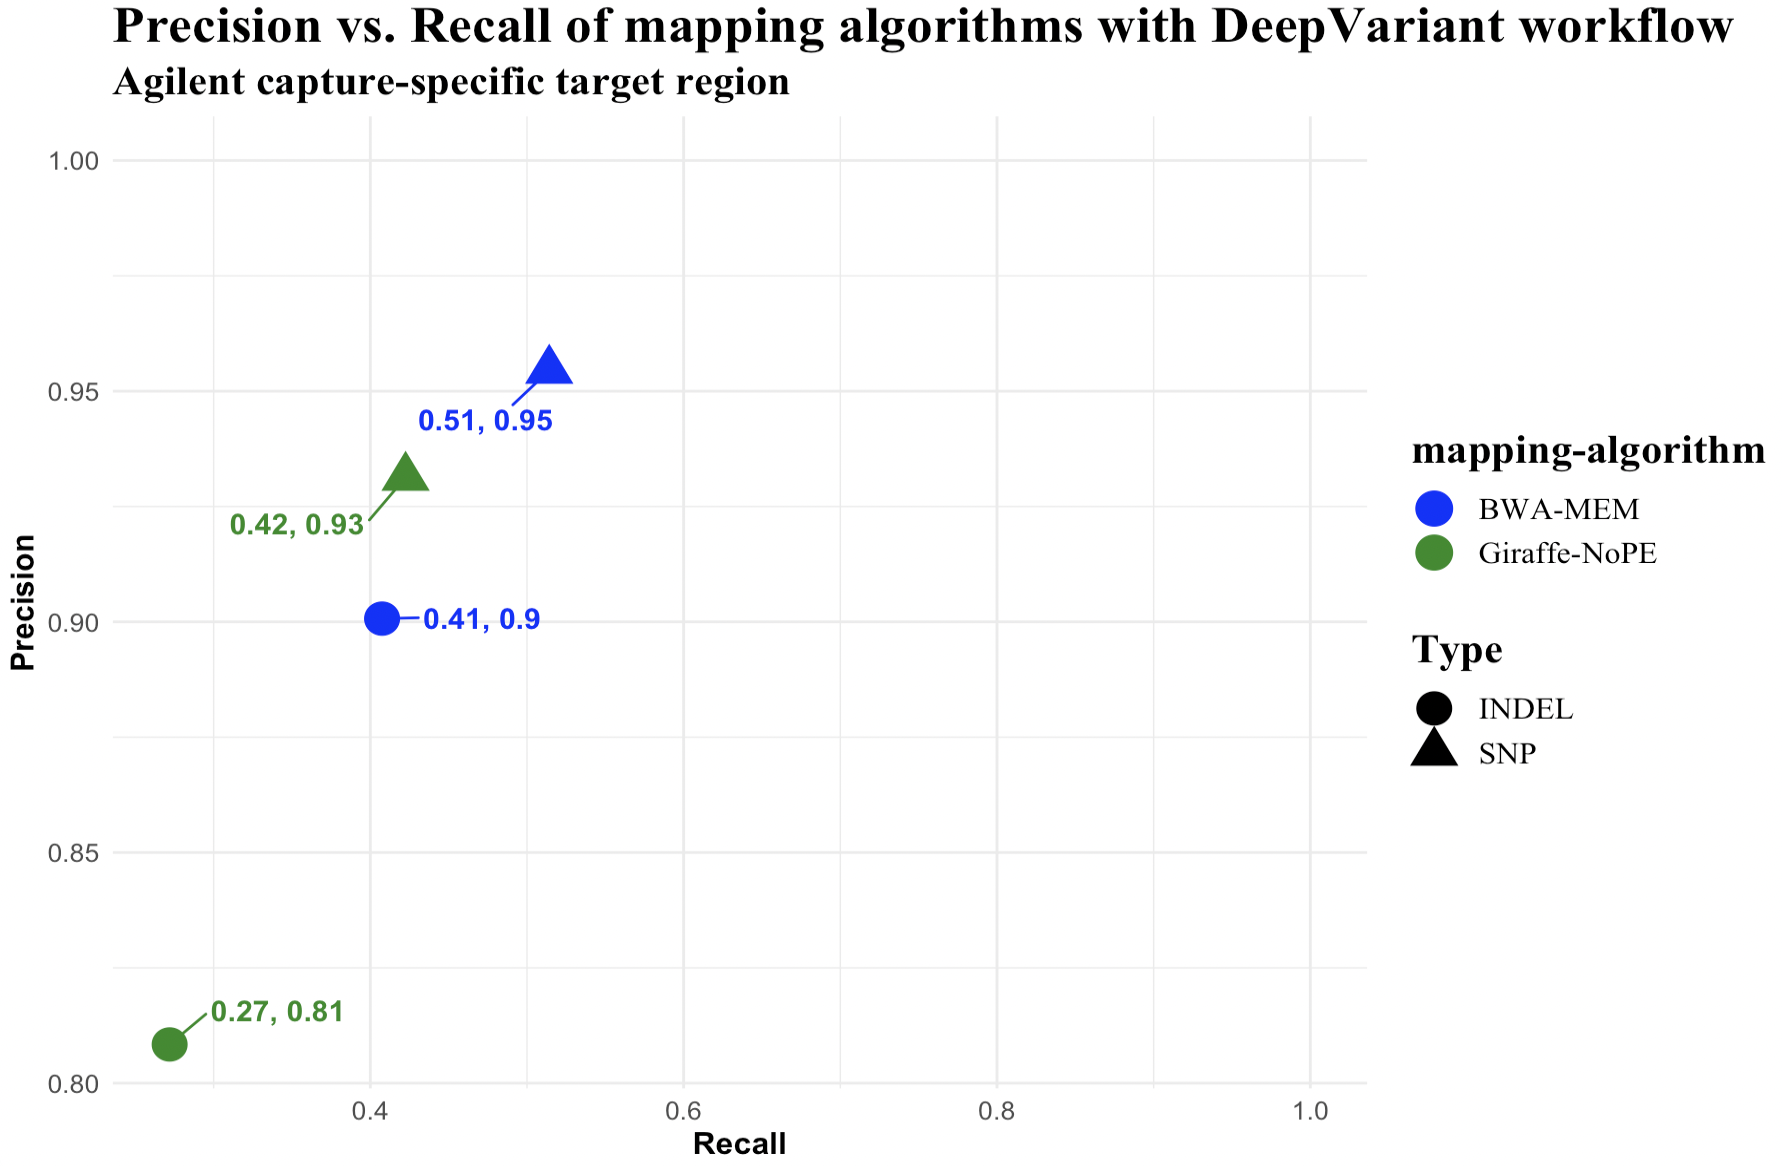 Precision vs. Recall of mapping algorithms with DeepVariant workflow
Agilent capture-specific target region
1.00
0.95
0.90
0.85
0.80
Precision
0.51, 0.95
0.42, 0.93
0.41, 0.9
0.27, 0.81
0.4
0.6
0.8
1.0
Recall
mapping-algorithm
BWA-MEM
Giraffe-NoPE
Type
INDEL
SNP